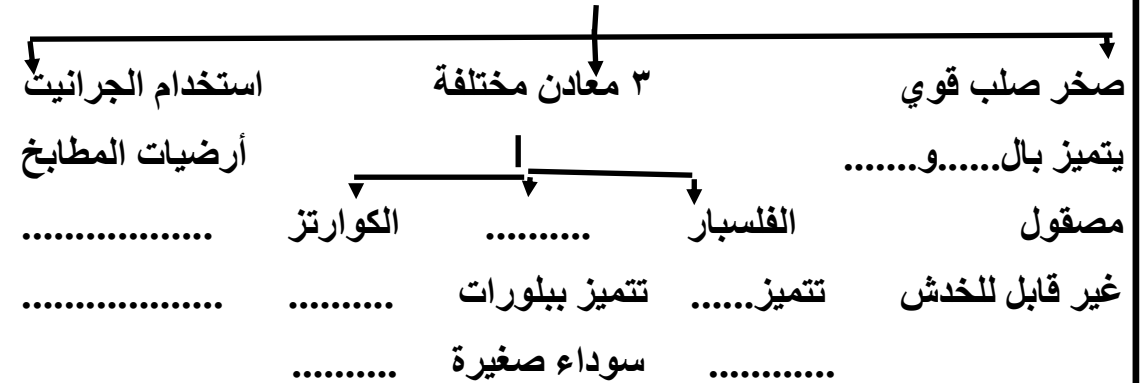 صخر صلب قوي ٣ معادن مختلفة استخدام الجرانيت
يتميز بال......و....... أرضيات المطابخ
مصقول الفلسبار .......... الكوارتز ..................
غير قابل للخدش تتميز...... تتميز ببلورات .......... ...................
............ سوداء صغيرة ..........